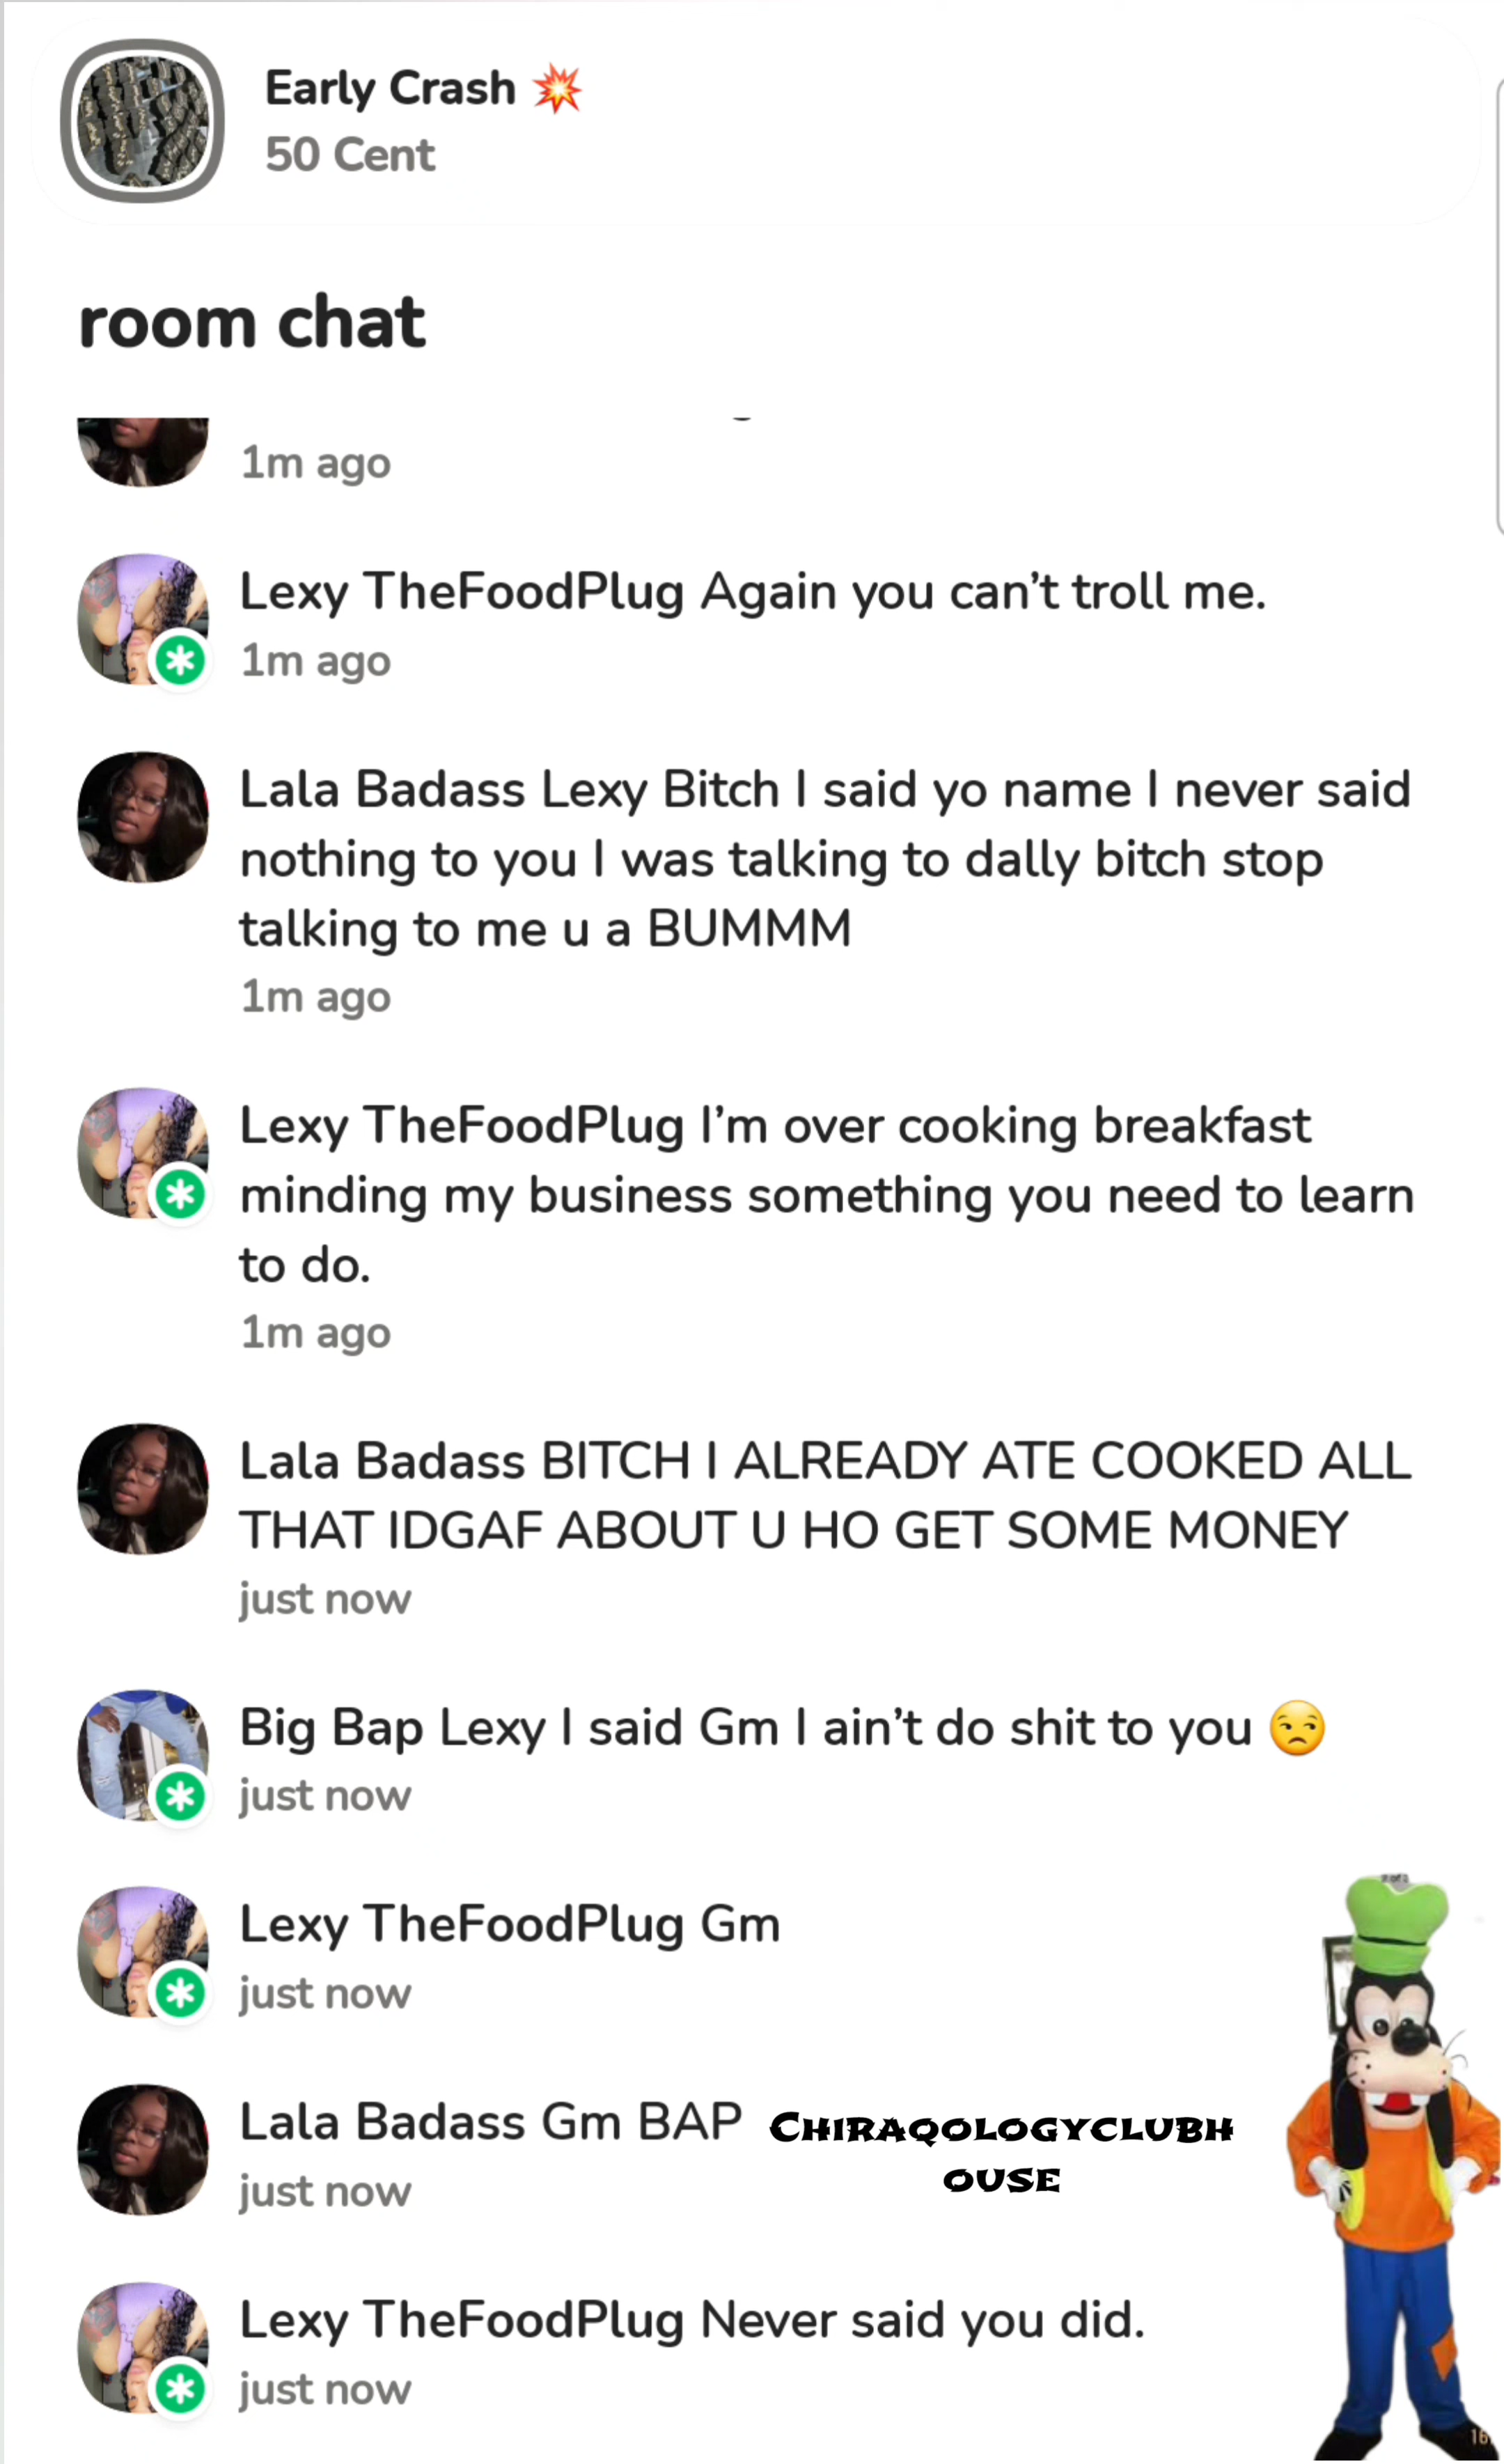 Early Crash 💥
50 Cent
room chat
1m ago
Lexy TheFoodPlug Again you can’t troll me.
1m ago
Lala Badass Lexy Bitch I said yo name I never said
nothing to you I was talking to dally bitch stop
talking to me u a BUMMM
1m ago
Lexy TheFoodPlug I’m over cooking breakfast
minding my business something you need to learn
to do.
1m ago
Lala Badass BITCH I ALREADY ATE COOKED ALL
THAT IDGAF ABOUT U HO GET SOME MONEY
just now
Big Bap Lexy I said Gm I ain’t do shit to you 😒
just now
Lexy TheFoodPlug Gm
just now
Lala Badass Gm BAP
just now
CHIRAQOLOGYCLUBH
OUSE
Lexy TheFoodPlug Never said you did.
just now